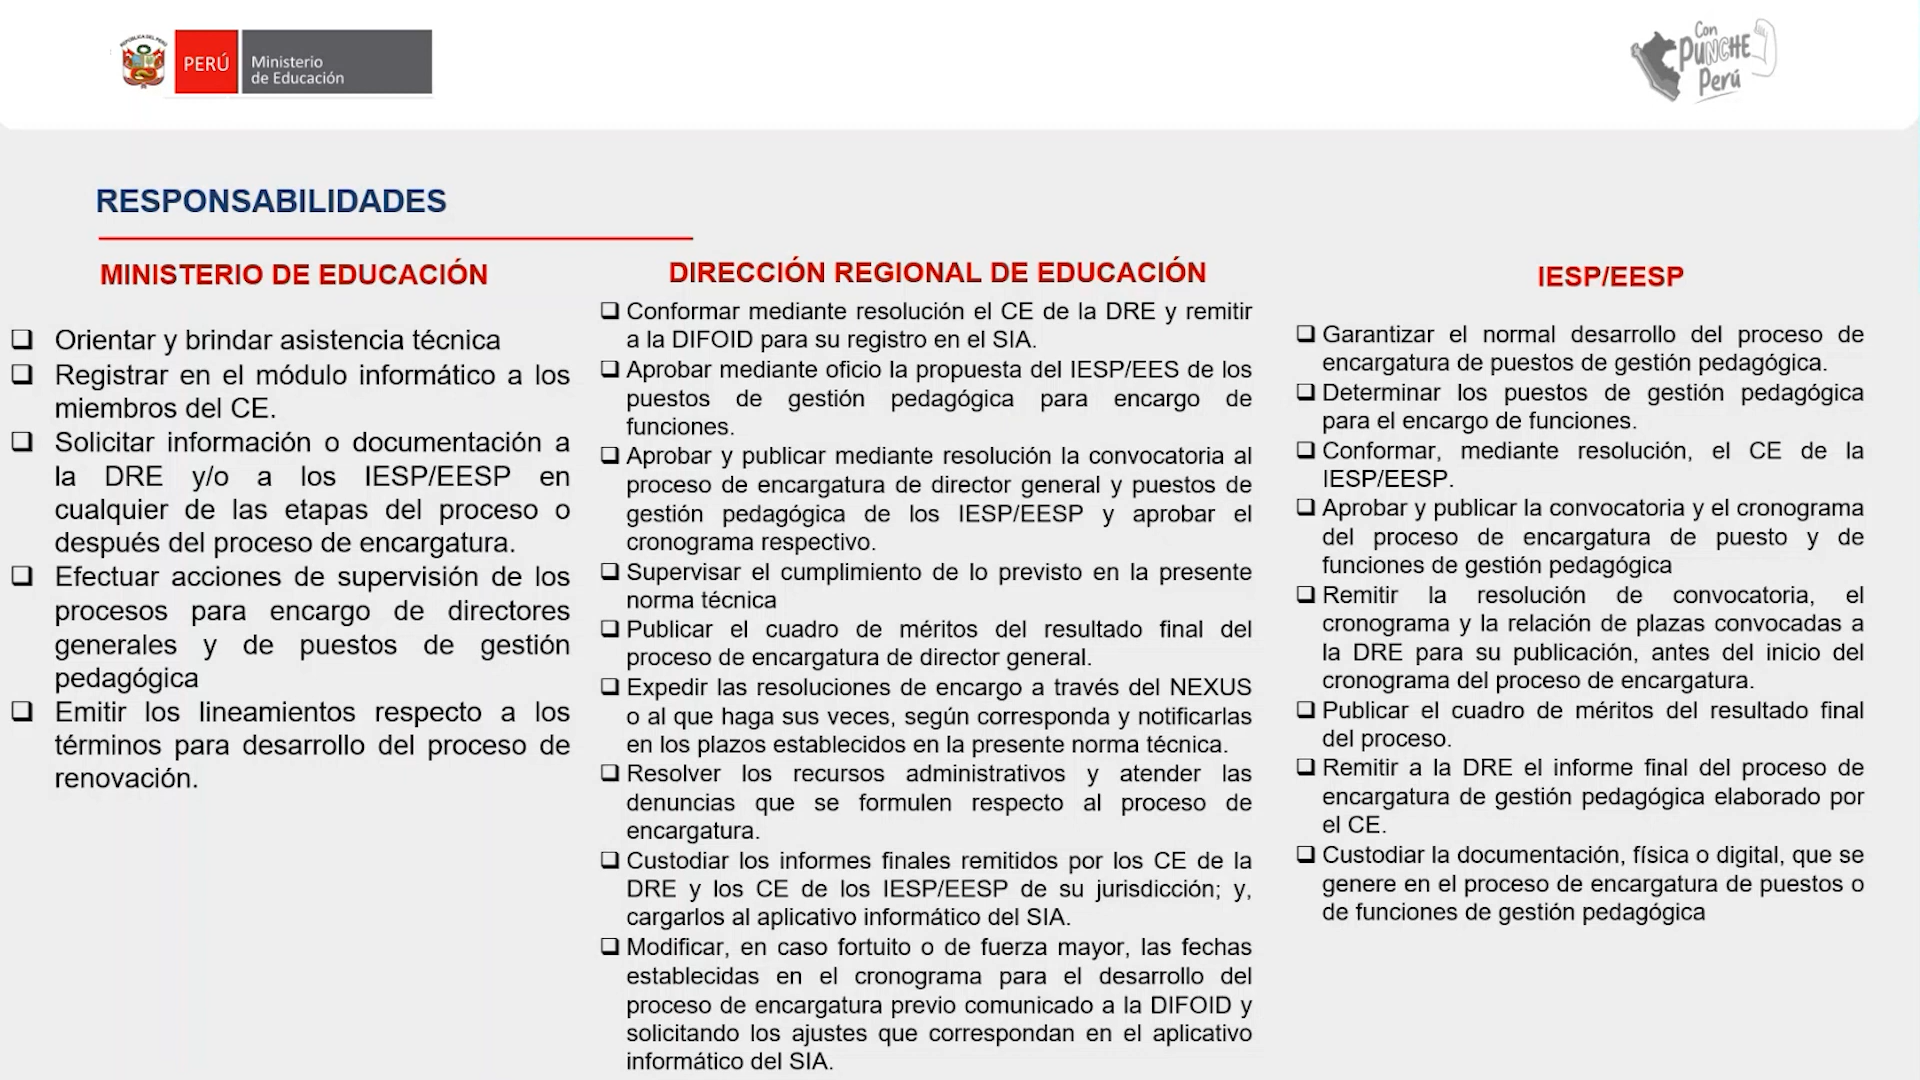 REPÚBLICA DEL PERÚ
PERÚ
Ministerio
de Educación
Con
PUNCHE
Perú
RESPONSABILIDADES
MINISTERIO DE EDUCACIÓN
❑ Orientar y brindar asistencia técnica
❑ Registrar en el módulo informático a los
miembros del CE.
❑ Solicitar información o documentación a
la DRE y/o a los IESP/EESP en
cualquier de las etapas del proceso o
después del proceso de encargatura.
❑ Efectuar acciones de supervisión de los
procesos para encargo de directores
generales y de puestos de gestión
pedagógica
❑ Emitir los lineamientos respecto a los
términos para desarrollo del proceso de
renovación.
DIRECCIÓN REGIONAL DE EDUCACIÓN
❑ Conformar mediante resolución el CE de la DRE y remitir
a la DIFOID para su registro en el SIA.
❑ Aprobar mediante oficio la propuesta del IESP/EES de los
puestos de gestión pedagógica para encargo de
funciones.
❑ Aprobar y publicar mediante resolución la convocatoria al
proceso de encargatura de director general y puestos de
gestión pedagógica de los IESP/EESP y aprobar el
cronograma respectivo.
❑ Supervisar el cumplimiento de lo previsto en la presente
norma técnica
❑ Publicar el cuadro de méritos del resultado final del
proceso de encargatura de director general.
❑ Expedir las resoluciones de encargo a través del NEXUS
o al que haga sus veces, según corresponda y notificarlas
en los plazos establecidos en la presente norma técnica.
❑ Resolver los recursos administrativos y atender las
denuncias que se formulen respecto al proceso de
encargatura.
❑ Custodiar los informes finales remitidos por los CE de la
DRE y los CE de los IESP/EESP de su jurisdicción; y,
cargarlos al aplicativo informático del SIA.
❑ Modificar, en caso fortuito o de fuerza mayor, las fechas
establecidas en el cronograma para el desarrollo del
proceso de encargatura previo comunicado a la DIFOID y
solicitando los ajustes que correspondan en el aplicativo
informático del SIA.
IESP/EESP
❑ Garantizar el normal desarrollo del proceso de
encargatura de puestos de gestión pedagógica.
❑ Determinar los puestos de gestión pedagógica
para el encargo de funciones.
❑ Conformar, mediante resolución, el CE de la
IESP/EESP.
❑ Aprobar y publicar la convocatoria y el cronograma
del proceso de encargatura de puesto y de
funciones de gestión pedagógica
❑ Remitir la resolución de convocatoria, el
cronograma y la relación de plazas convocadas a
la DRE para su publicación, antes del inicio del
cronograma del proceso de encargatura.
❑ Publicar el cuadro de méritos del resultado final
del proceso.
❑ Remitir a la DRE el informe final del proceso de
encargatura de gestión pedagógica elaborado por
el CE.
❑ Custodiar la documentación, física o digital, que se
genere en el proceso de encargatura de puestos o
de funciones de gestión pedagógica